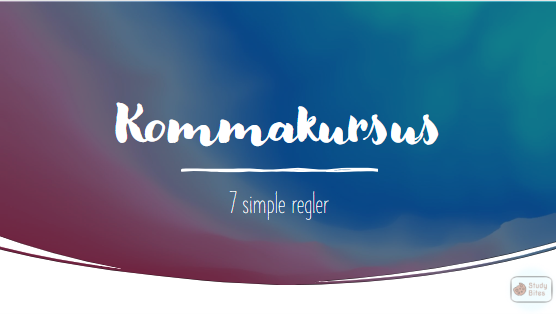 Kommakursus
7 simple regler
Study
Bites